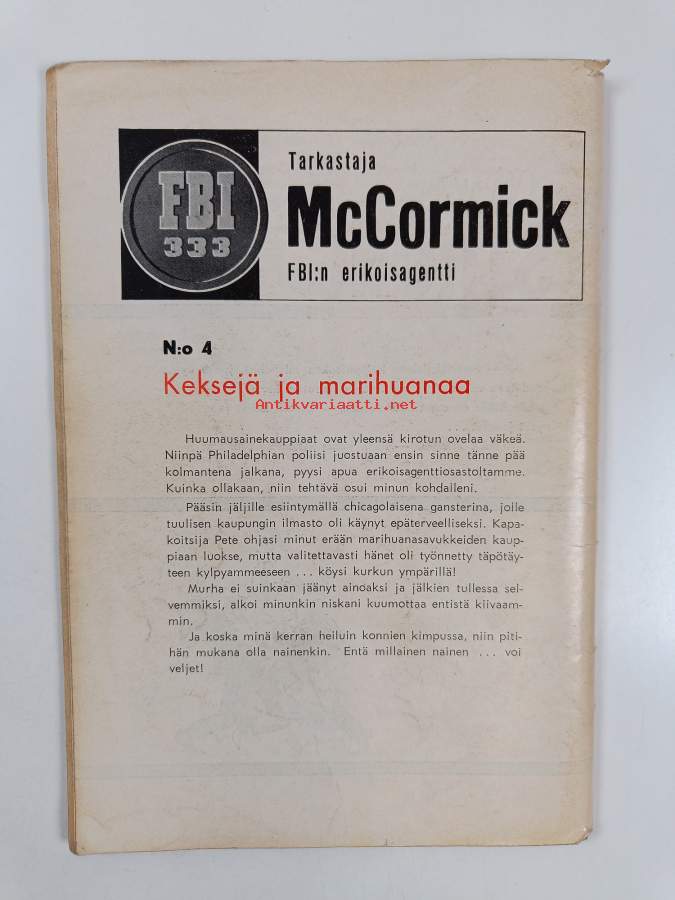 FBI
333
Tarkastaja
McCormick
FBI:n erikoisagentti
N:o 4
Keksejä ja marihuanaa
Antikvariaatti.net
Huumausainekauppiaat ovat yleensä kirotun ovelaa väkeä.
Niinpä Philadelphian poliisi juostuaan ensin sinne tänne pää
kolmantena jalkana, pyysi apua erikoisagenttiosastoltamme.
Kuinka ollakaan, niin tehtävä osui minun kohdalleni.
Pääsin jäljille esiintymällä chicagolaisena gansterina, jolle
tuulisen kaupungin ilmasto oli käynyt epäterveelliseksi. Kapa-
koitsija Pete ohjasi minut erään marihuanasavukkeiden kaup-
piaan luokse, mutta valitettavasti hänet oli työnnetty täpötäy-
teen kylpyammeeseen ... köysi kurkun ympärillä!
Murha ei suinkaan jäänyt ainoaksi ja jälkien tullessa sel-
vemmiksi, alkoi minunkin niskani kuumottaa entistä kiivaam-
min.
Ja koska minä kerran heiluin konnien kimpussa, niin piti-
hän mukana olla nainenkin. Entä millainen nainen ... voi
veljet!